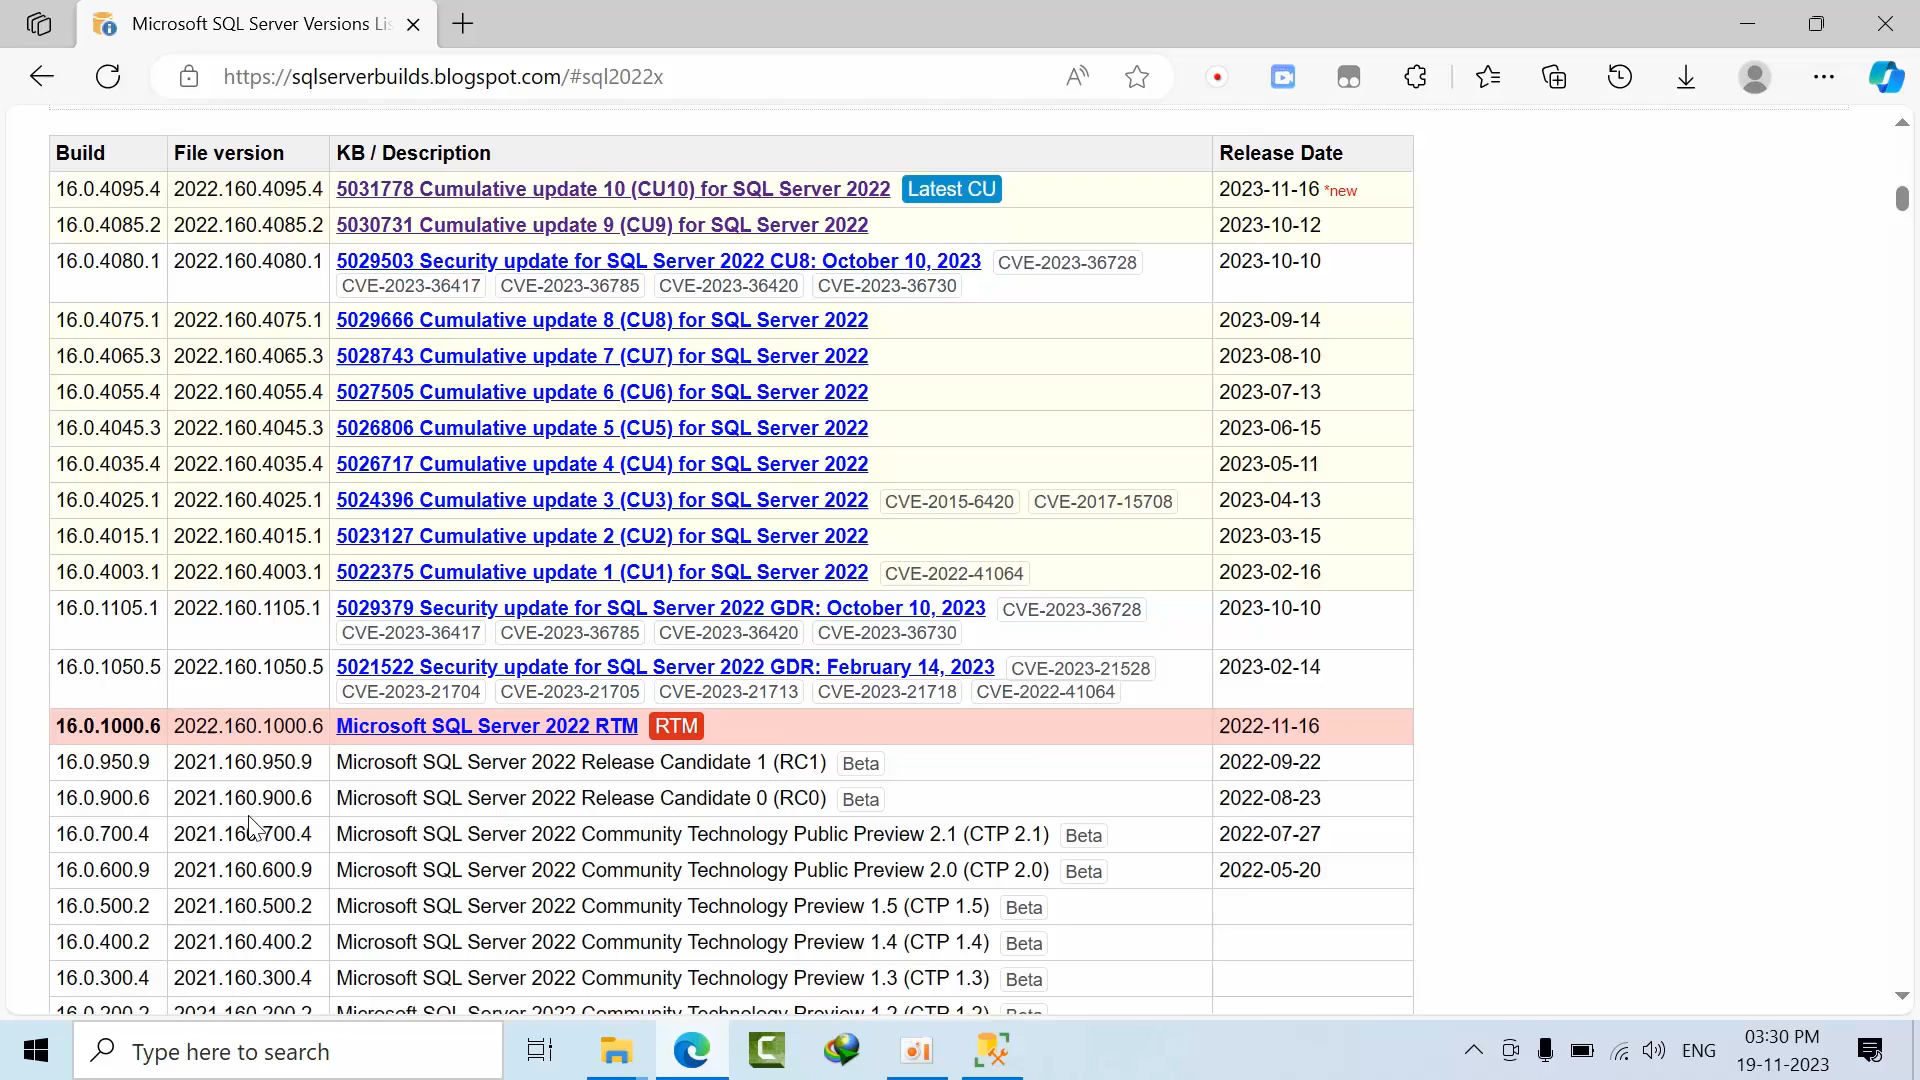 Microsoft SQL Server Versions Li
https://sqlserverbuilds.blogspot.com/#sql2022x
Build File version KB / Description Release Date
16.0.4095.4 2022.160.4095.4 5031778 Cumulative update 10 (CU10) for SQL Server 2022 Latest CU 2023-11-16 *new
16.0.4085.2 2022.160.4085.2 5030731 Cumulative update 9 (CU9) for SQL Server 2022 2023-10-12
16.0.4080.1 2022.160.4080.1 5029503 Security update for SQL Server 2022 CU8: October 10, 2023 CVE-2023-36728 2023-10-10
CVE-2023-36417 CVE-2023-36785 CVE-2023-36420 CVE-2023-36730
16.0.4075.1 2022.160.4075.1 5029666 Cumulative update 8 (CU8) for SQL Server 2022 2023-09-14
16.0.4065.3 2022.160.4065.3 5028743 Cumulative update 7 (CU7) for SQL Server 2022 2023-08-10
16.0.4055.4 2022.160.4055.4 5027505 Cumulative update 6 (CU6) for SQL Server 2022 2023-07-13
16.0.4045.3 2022.160.4045.3 5026806 Cumulative update 5 (CU5) for SQL Server 2022 2023-06-15
16.0.4035.4 2022.160.4035.4 5026717 Cumulative update 4 (CU4) for SQL Server 2022 2023-05-11
16.0.4025.1 2022.160.4025.1 5024396 Cumulative update 3 (CU3) for SQL Server 2022 CVE-2015-6420 CVE-2017-15708 2023-04-13
16.0.4015.1 2022.160.4015.1 5023127 Cumulative update 2 (CU2) for SQL Server 2022 2023-03-15
16.0.4003.1 2022.160.4003.1 5022375 Cumulative update 1 (CU1) for SQL Server 2022 CVE-2022-41064 2023-02-16
16.0.1105.1 2022.160.1105.1 5029379 Security update for SQL Server 2022 GDR: October 10, 2023 CVE-2023-36728 2023-10-10
CVE-2023-36417 CVE-2023-36785 CVE-2023-36420 CVE-2023-36730
16.0.1050.5 2022.160.1050.5 5021522 Security update for SQL Server 2022 GDR: February 14, 2023 CVE-2023-21528 2023-02-14
CVE-2023-21704 CVE-2023-21705 CVE-2023-21713 CVE-2023-21718 CVE-2022-41064
16.0.1000.6 2022.160.1000.6 Microsoft SQL Server 2022 RTM RTM 2022-11-16
16.0.950.9 2021.160.950.9 Microsoft SQL Server 2022 Release Candidate 1 (RC1) Beta 2022-09-22
16.0.900.6 2021.160.900.6 Microsoft SQL Server 2022 Release Candidate 0 (RC0) Beta 2022-08-23
16.0.700.4 2021.160.700.4 Microsoft SQL Server 2022 Community Technology Public Preview 2.1 (CTP 2.1) Beta 2022-07-27
16.0.600.9 2021.160.600.9 Microsoft SQL Server 2022 Community Technology Public Preview 2.0 (CTP 2.0) Beta 2022-05-20
16.0.500.2 2021.160.500.2 Microsoft SQL Server 2022 Community Technology Preview 1.5 (CTP 1.5) Beta
16.0.400.2 2021.160.400.2 Microsoft SQL Server 2022 Community Technology Preview 1.4 (CTP 1.4) Beta
16.0.300.4 2021.160.300.4 Microsoft SQL Server 2022 Community Technology Preview 1.3 (CTP 1.3) Beta
16.0.200.2 2021.160.200.2 Microsoft SQL Server 2022 Community Technology Preview 1.2 (CTP 1.2) Beta
Type here to search
ENG
03:30 PM
19-11-2023